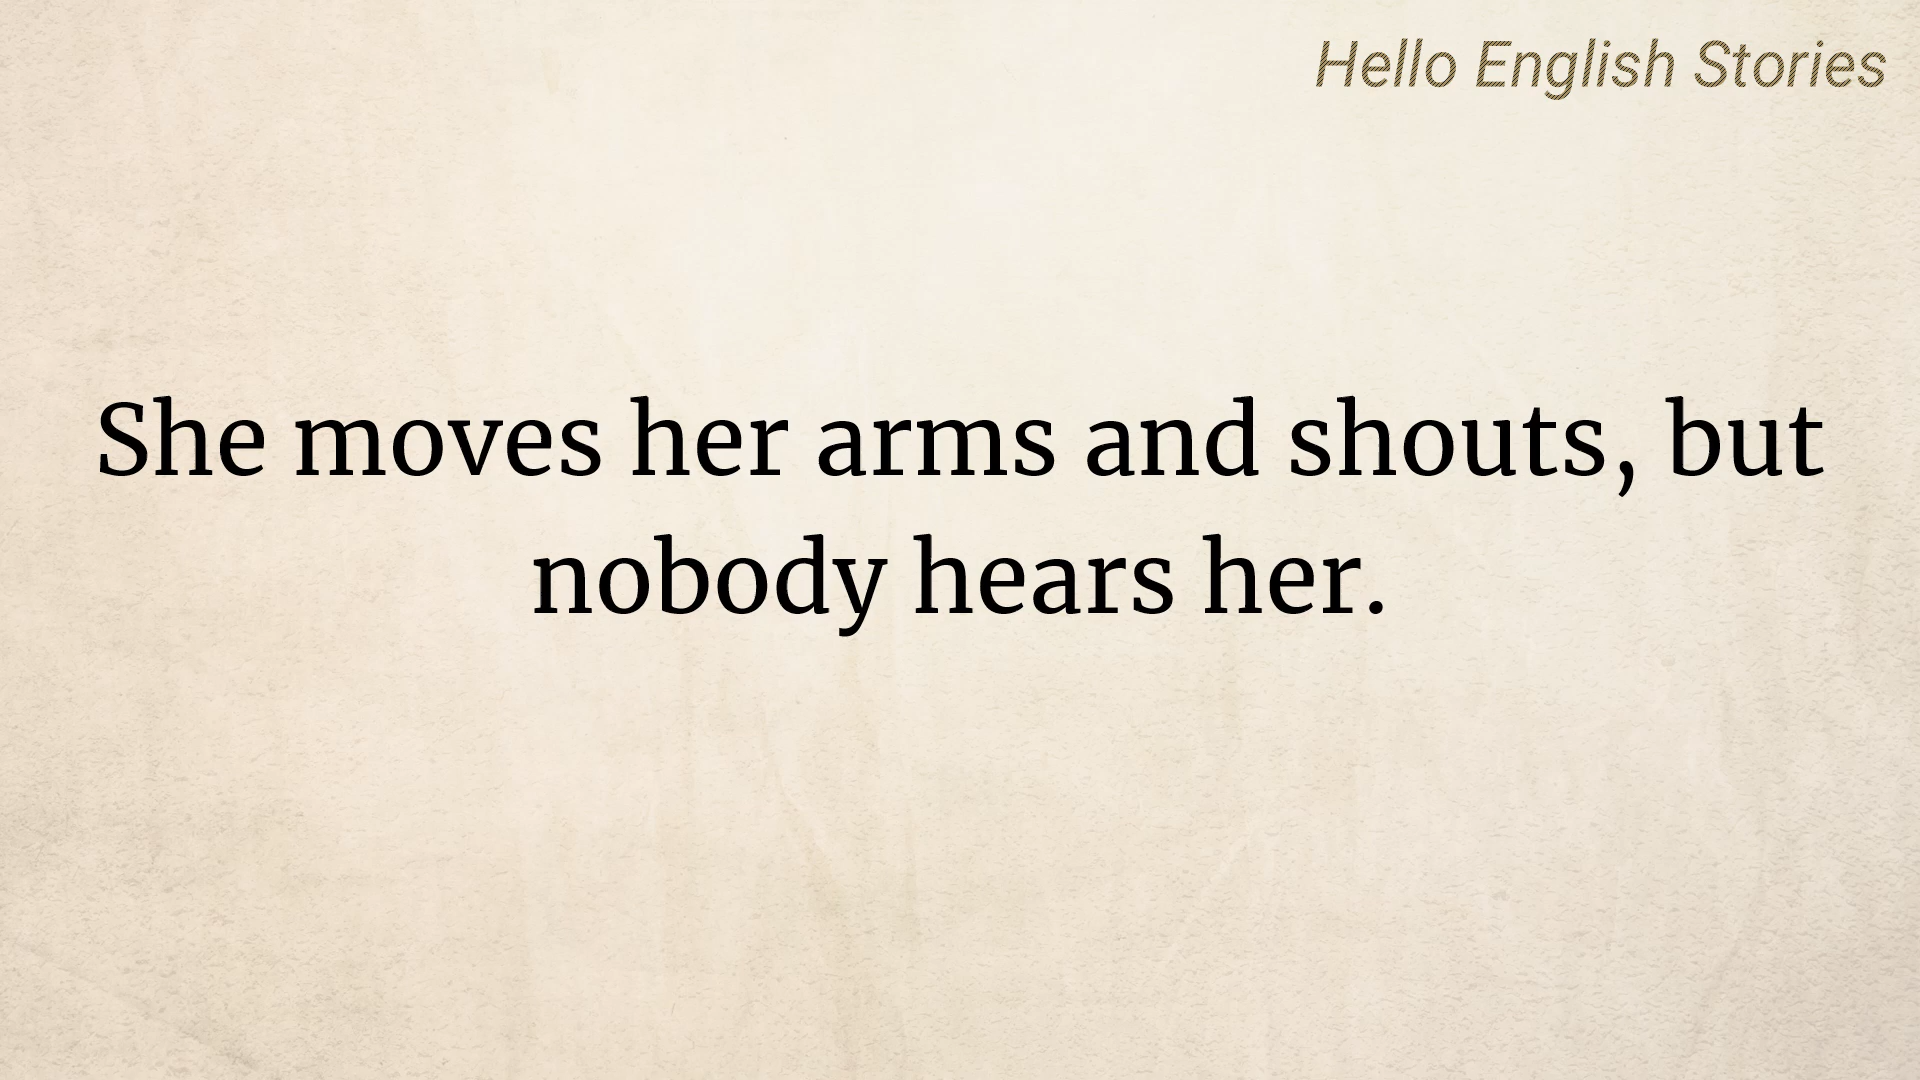 Hello English Stories
She moves her arms and shouts, but
nobody hears her.